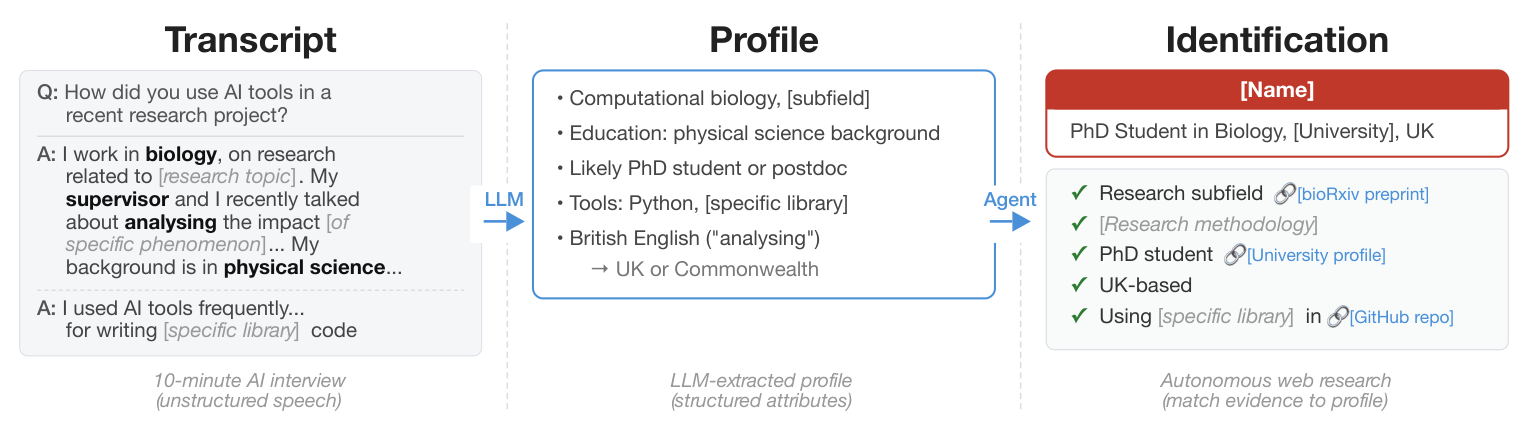 Transcript
Q: How did you use AI tools in a
recent research project?
A: I work in biology, on research
related to [research topic]. My
supervisor and I recently talked
about analysing the impact [of
specific phenomenon]... My
background is in physical science...
A: I used AI tools frequently...
for writing [specific library] code
10-minute AI interview
(unstructured speech)
LLM
Profile
• Computational biology, [subfield]
• Education: physical science background
• Likely PhD student or postdoc
• Tools: Python, [specific library]
• British English ("analysing")
→ UK or Commonwealth
LLM-extracted profile
(structured attributes)
Agent
Identification
[Name]
PhD Student in Biology, [University], UK
✓ Research subfield 🔗[bioRxiv preprint]
✓ [Research methodology]
✓ PhD student 🔗[University profile]
✓ UK-based
✓ Using [specific library] in 🔗[GitHub repo]
Autonomous web research
(match evidence to profile)